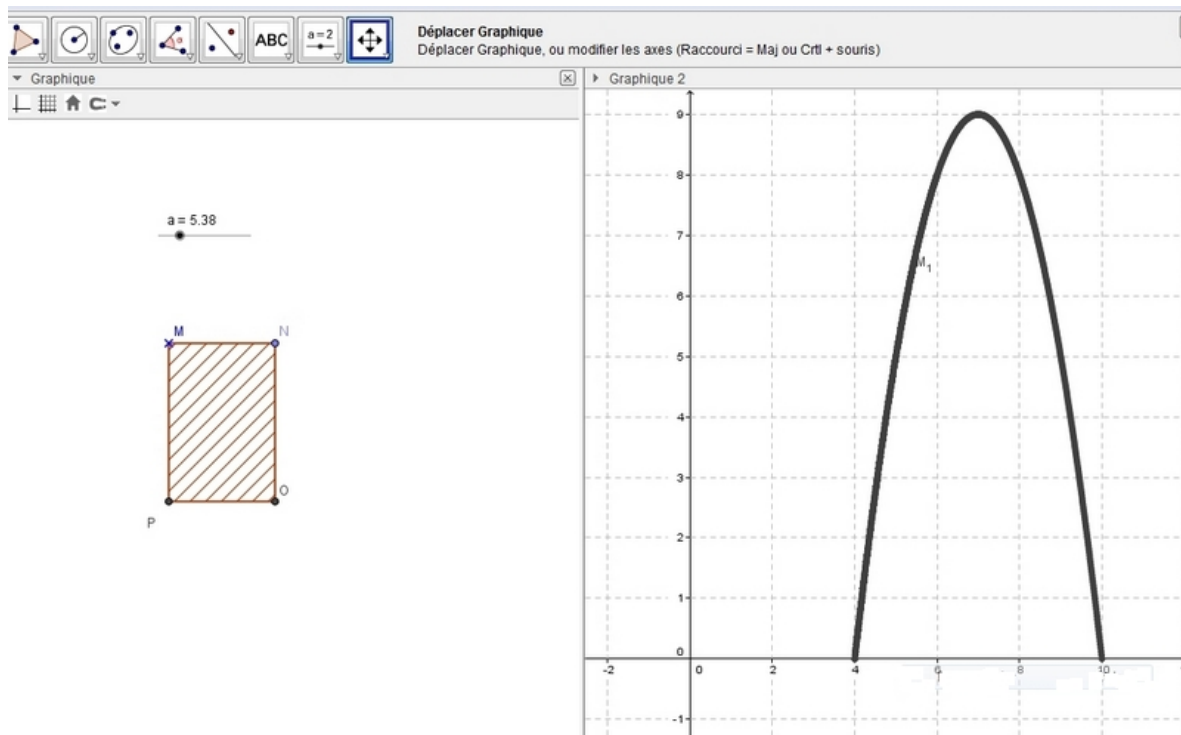 ABC
a=2
Déplacer Graphique
Déplacer Graphique, ou modifier les axes (Raccourci = Maj ou Crtl + souris)
Graphique
Graphique 2
a = 5.38
M
N
O
P
9
8
7
M1
6
5
4
3
2
1
0
-2
0
2
4
6
8
10
-1